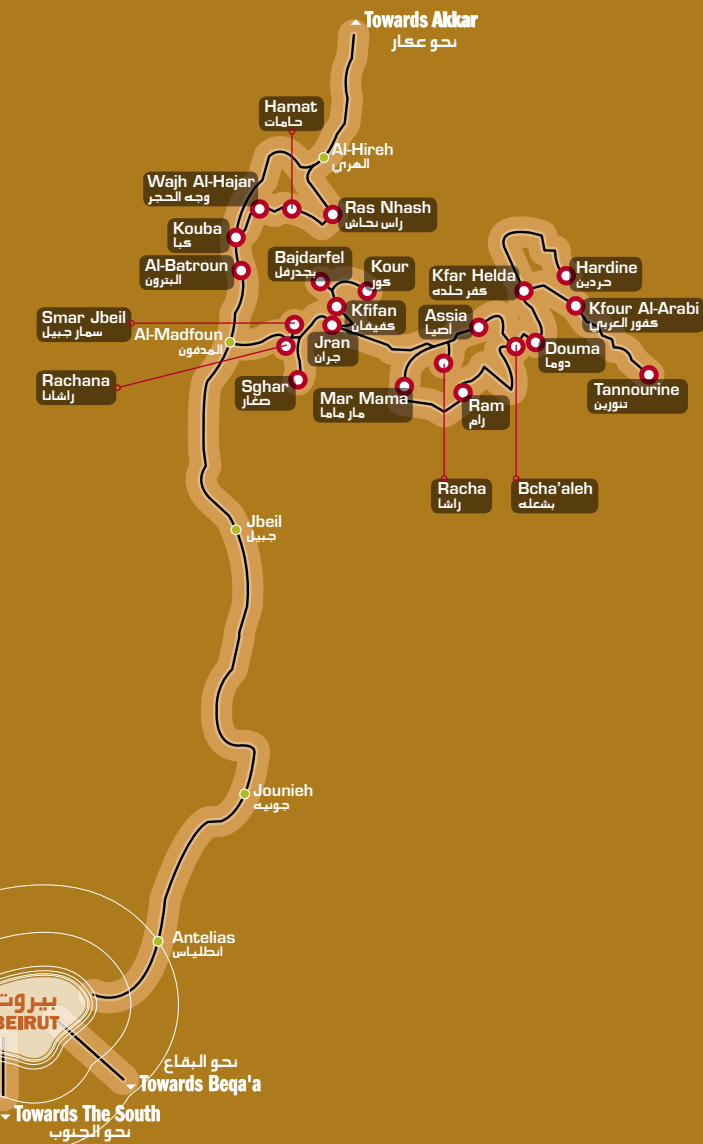 Towards Akkar
نحو عكار
Hamat
حامات
Al-Hireh
الهري
Wajh Al-Hajar
وجه الحجر
Ras Nhash
راس نحاش
Kouba
كبا
Al-Batroun
البترون
Bajdarfel
بجدرفل
Kour
كور
Kfar Helda
كفر حلده
Hardine
حردين
Kfifan
كفيفان
Kfour Al-Arabi
كفور العربي
Smar Jbeil
سمار جبيل
Al-Madfoun
المدفون
Assia
اصيا
Jran
جران
Douma
دوما
Rachana
راشانا
Sghar
صغار
Mar Mama
مار ماما
Ram
رام
Tannourine
تنورين
Racha
راشا
Bcha'aleh
بشعله
Jbeil
جبيل
Jounieh
جونيه
Antelias
انطلياس
بيروت
BEIRUT
نحو البقاع
Towards Beqa'a
Towards The South
نحو الجنوب